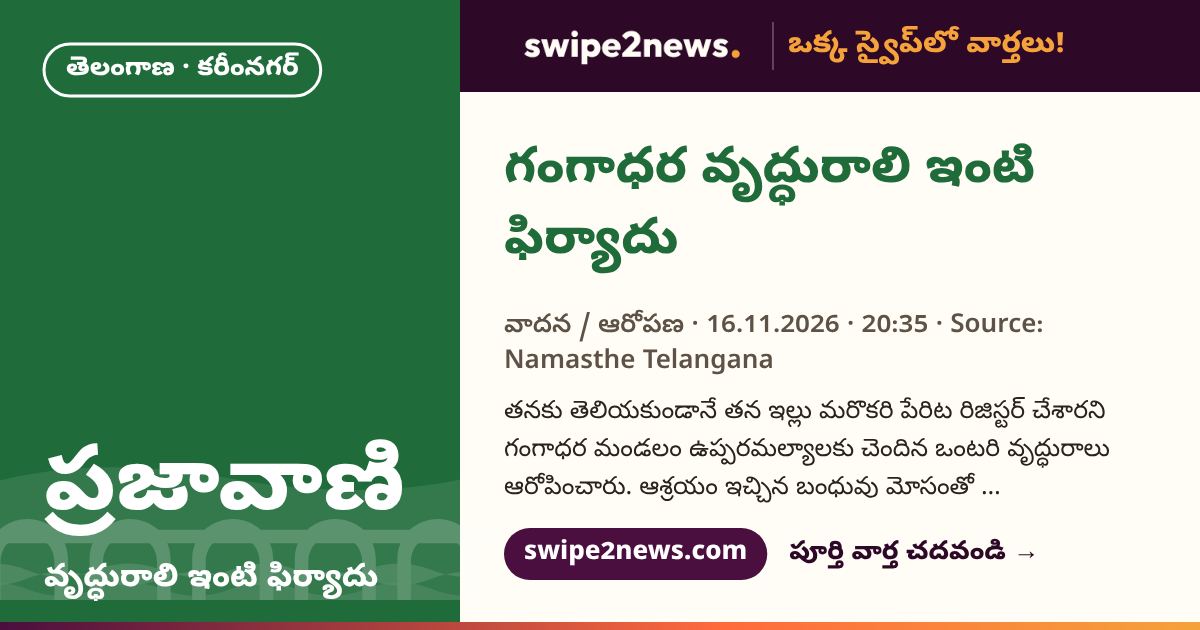 తెలంగాణ · కరీంనగర్
ప్రజావాణి
వృద్ధురాలి ఇంటి ఫిర్యాదు
swipe2news.
ఒక్క స్వైప్‌లో వార్తలు!
గంగాధర వృద్ధురాలి ఇంటి
ఫిర్యాదు
వాదన / ఆరోపణ · 16.11.2026 · 20:35 · Source:
Namasthe Telangana
తనకు తెలియకుండానే తన ఇల్లు మరొకరి పేరిట రిజిస్టర్ చేశారని
గంగాధర మండలం ఉప్పరమల్యాలకు చెందిన ఒంటరి వృద్ధురాలు
ఆరోపించారు. ఆశ్రయం ఇచ్చిన బంధువు మోసంతో ...
swipe2news.com
పూర్తి వార్త చదవండి →